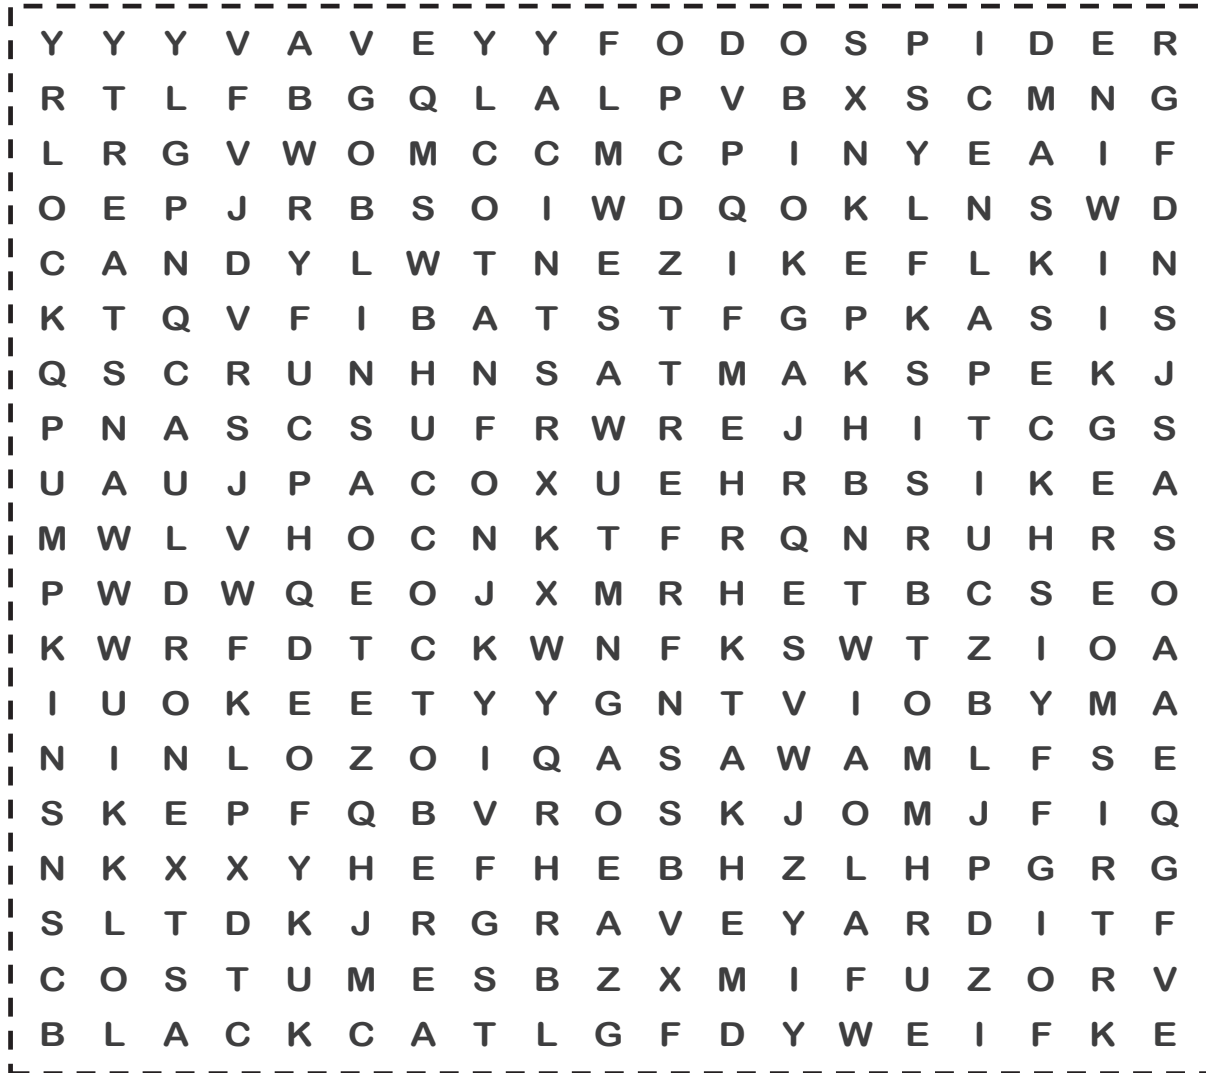 Y Y Y V A V E Y Y F O D O S P I D E R
R T L F B G Q L A L P V B X S C M N G
L R G V W O M C C M C P I N Y E A I F
O E P J R B S O I W D Q O K L N S W D
C A N D Y L W T N E Z I K E F L K I N
K T Q V F I B A T S T F G P K A S I S
Q S C R U N H N S A T M A K S P E K J
P N A S C S U F R W R E J H I T C G S
U A U J P A C O X U E H R B S I K E A
M W L V H O C N K T F R Q N R U H R S
P W D W Q E O J X M R H E T B C S E O
K W R F D T C K W N F K S W T Z I O A
I U O K E E T Y Y G N T V I O B Y M A
N I N L O Z O I Q A S A W A M L F S E
S K E P F Q B V R O S K J O M J F I Q
N K X X Y H E F H E B H Z L H P G R G
S L T D K J R G R A V E Y A R D I T F
C O S T U M E S B Z X M I F U Z O R V
B L A C K C A T L G F D Y W E I F K E